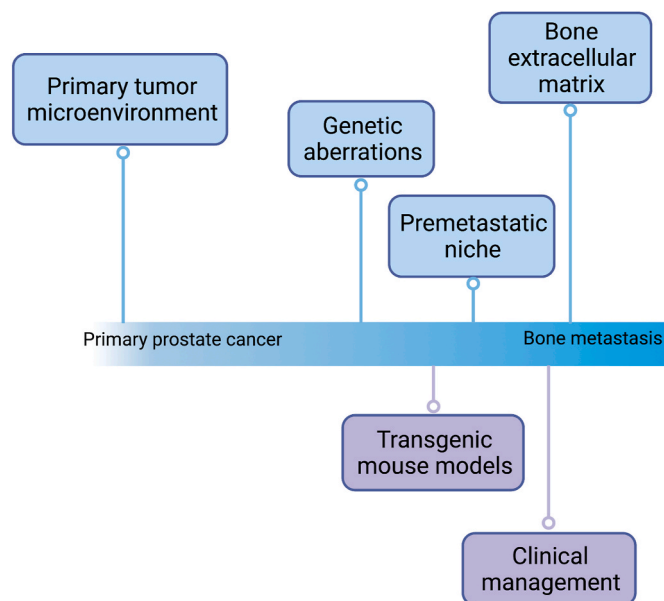 Primary tumor
microenvironment
Genetic
aberrations
Premetastatic
niche
Bone
extracellular
matrix
Primary prostate cancer
Bone metastasis
Transgenic
mouse models
Clinical
management